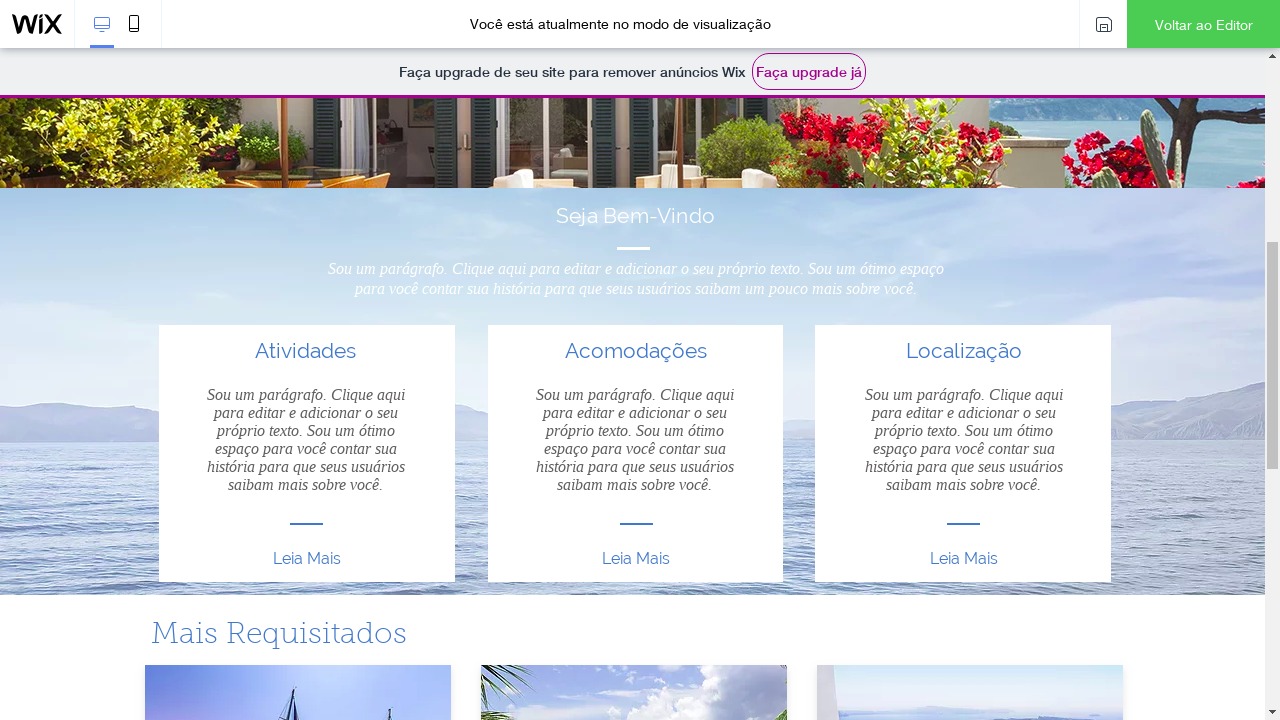 WiX
Você está atualmente no modo de visualização
Voltar ao Editor
Faça upgrade de seu site para remover anúncios Wix Faça upgrade já
Seja Bem-Vindo
Sou um parágrafo. Clique aqui para editar e adicionar o seu próprio texto. Sou um ótimo espaço
para você contar sua história para que seus usuários saibam um pouco mais sobre você.
Atividades
Sou um parágrafo. Clique aqui
para editar e adicionar o seu
próprio texto. Sou um ótimo
espaço para você contar sua
história para que seus usuários
saibam mais sobre você.
Leia Mais
Acomodações
Sou um parágrafo. Clique aqui
para editar e adicionar o seu
próprio texto. Sou um ótimo
espaço para você contar sua
história para que seus usuários
saibam mais sobre você.
Leia Mais
Localização
Sou um parágrafo. Clique aqui
para editar e adicionar o seu
próprio texto. Sou um ótimo
espaço para você contar sua
história para que seus usuários
saibam mais sobre você.
Leia Mais
Mais Requisitados